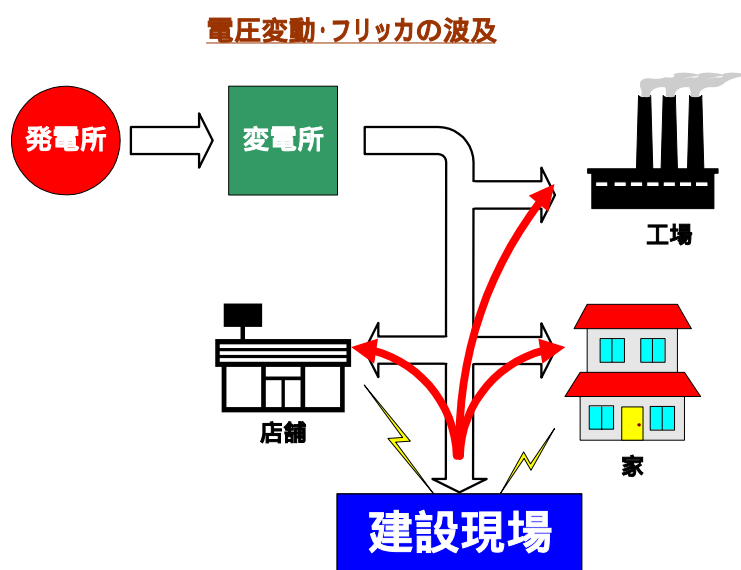 電圧変動・フリッカの波及
発電所
変電所
工場
店舗
家
建設現場